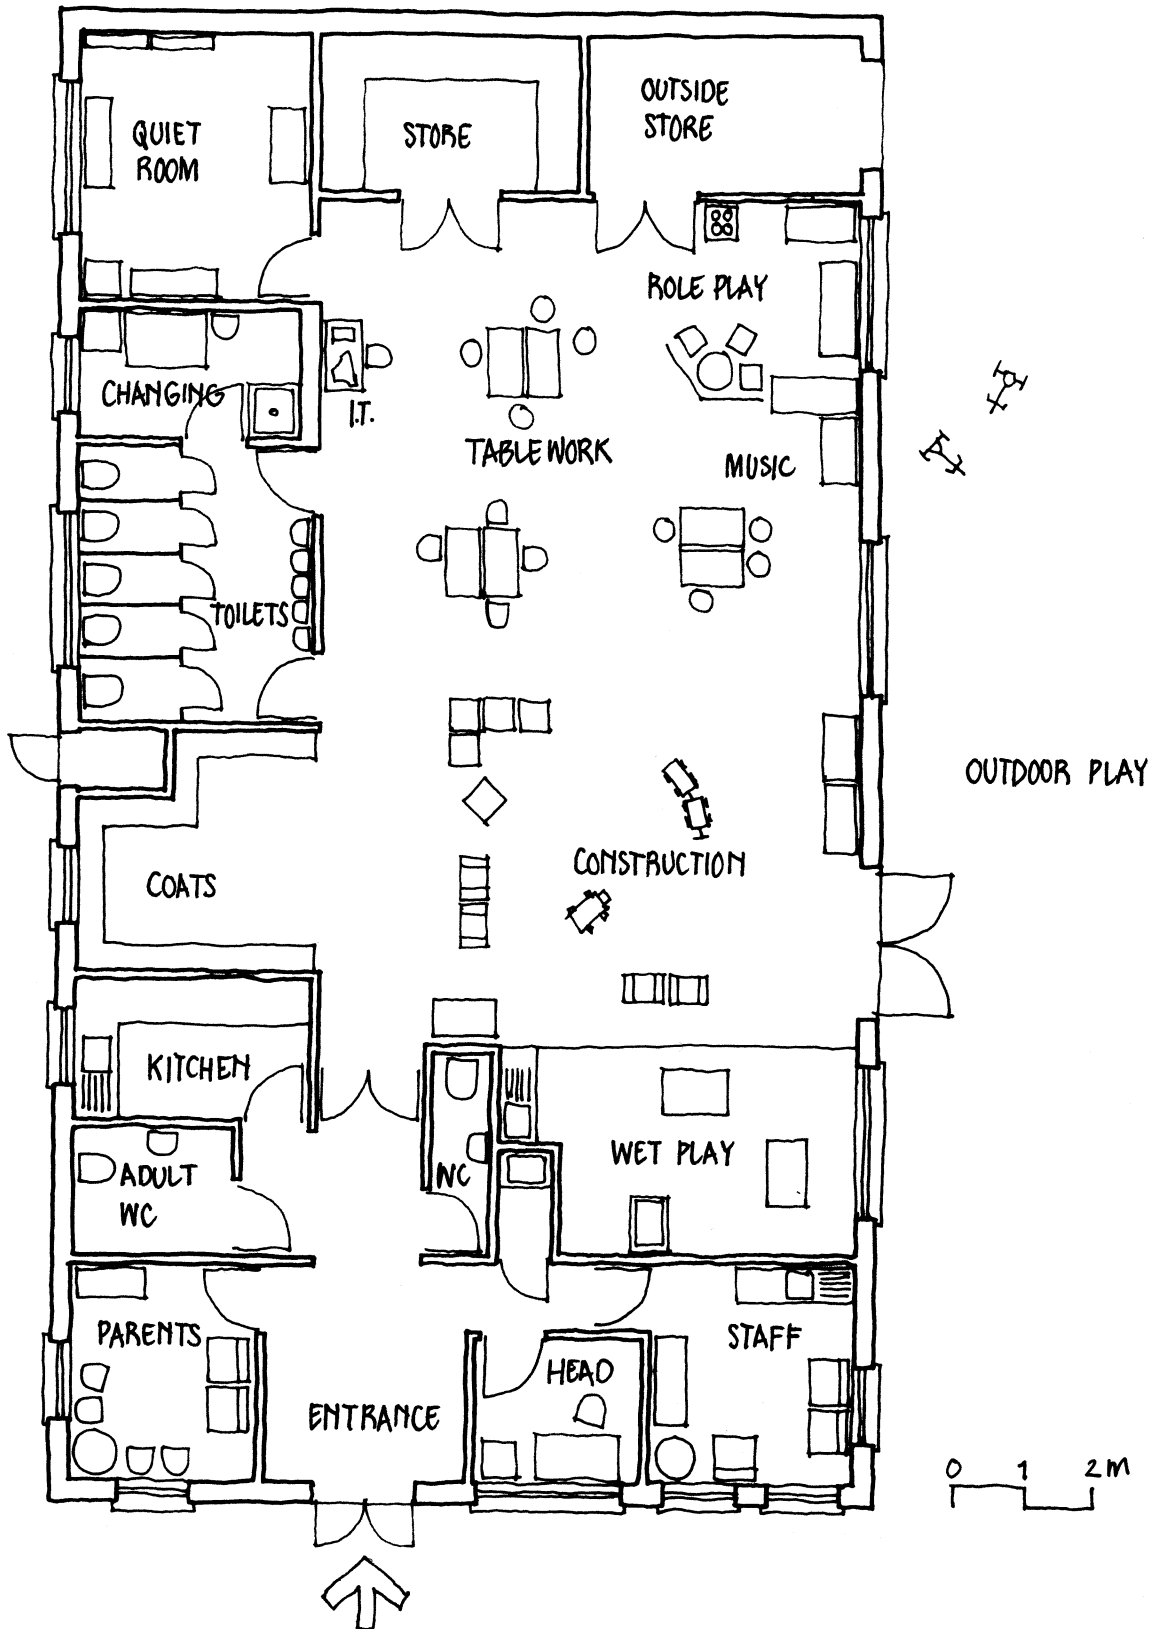 QUIET
ROOM
STORE
OUTSIDE
STORE
ROLE PLAY
CHANGING
I.T.
TABLE WORK
MUSIC
TOILETS
OUTDOOR PLAY
CONSTRUCTION
COATS
KITCHEN
WET PLAY
ADULT
WC
WC
PARENTS
STAFF
HEAD
ENTRANCE
0 1 2m